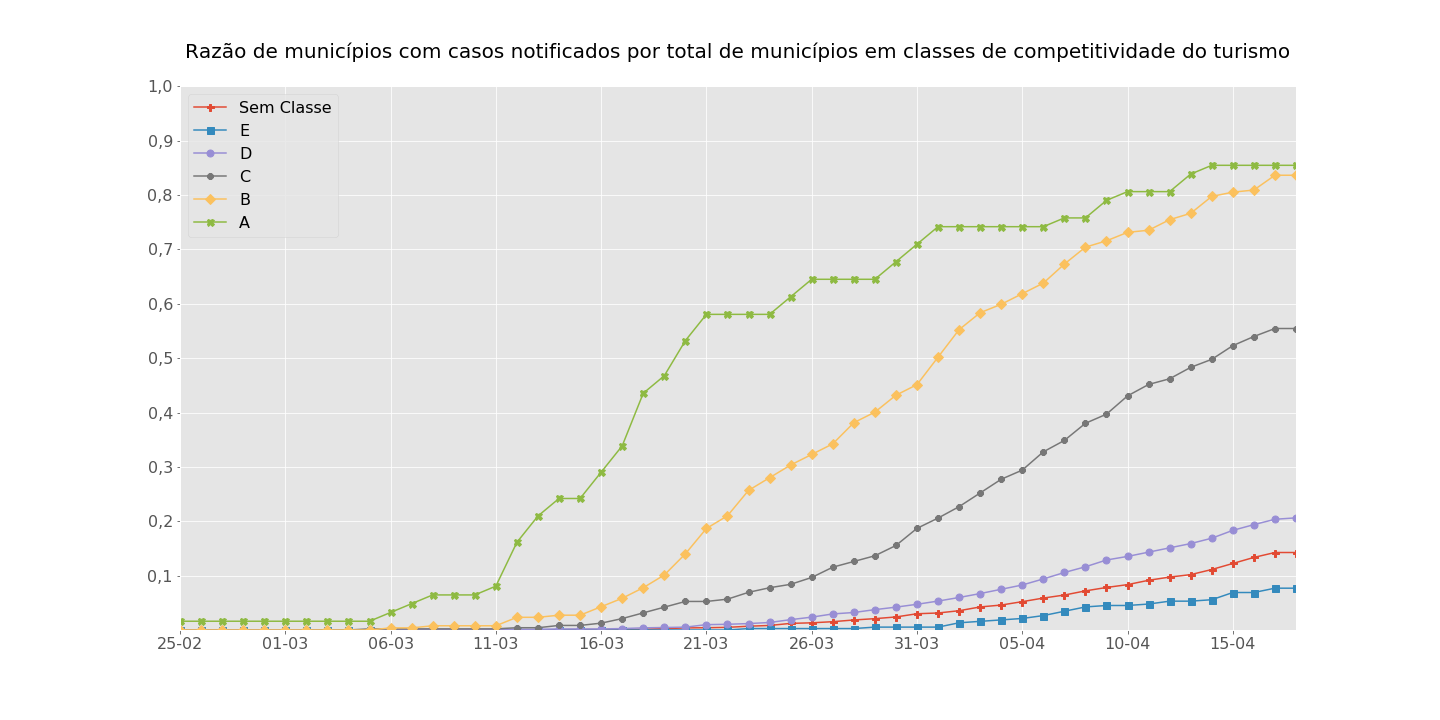 Razão de municípios com casos notificados por total de municípios em classes de competitividade do turismo
1,0
0,9
0,8
0,7
0,6
0,5
0,4
0,3
0,2
0,1
Sem Classe
E
D
C
B
A
25-02 01-03 06-03 11-03 16-03 21-03 26-03 31-03 05-04 10-04 15-04